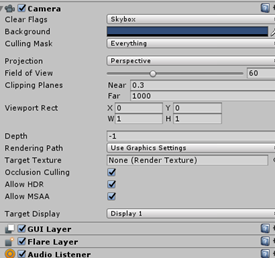 Camera
Clear Flags Skybox
Background
Culling Mask Everything
Projection Perspective
Field of View 60
Clipping Planes Near 0.3
Far 1000
Viewport Rect X 0 Y 0
W 1 H 1
Depth -1
Rendering Path Use Graphics Settings
Target Texture None (Render Texture)
Occlusion Culling
Allow HDR
Allow MSAA
Target Display Display 1
GUI Layer
Flare Layer
Audio Listener